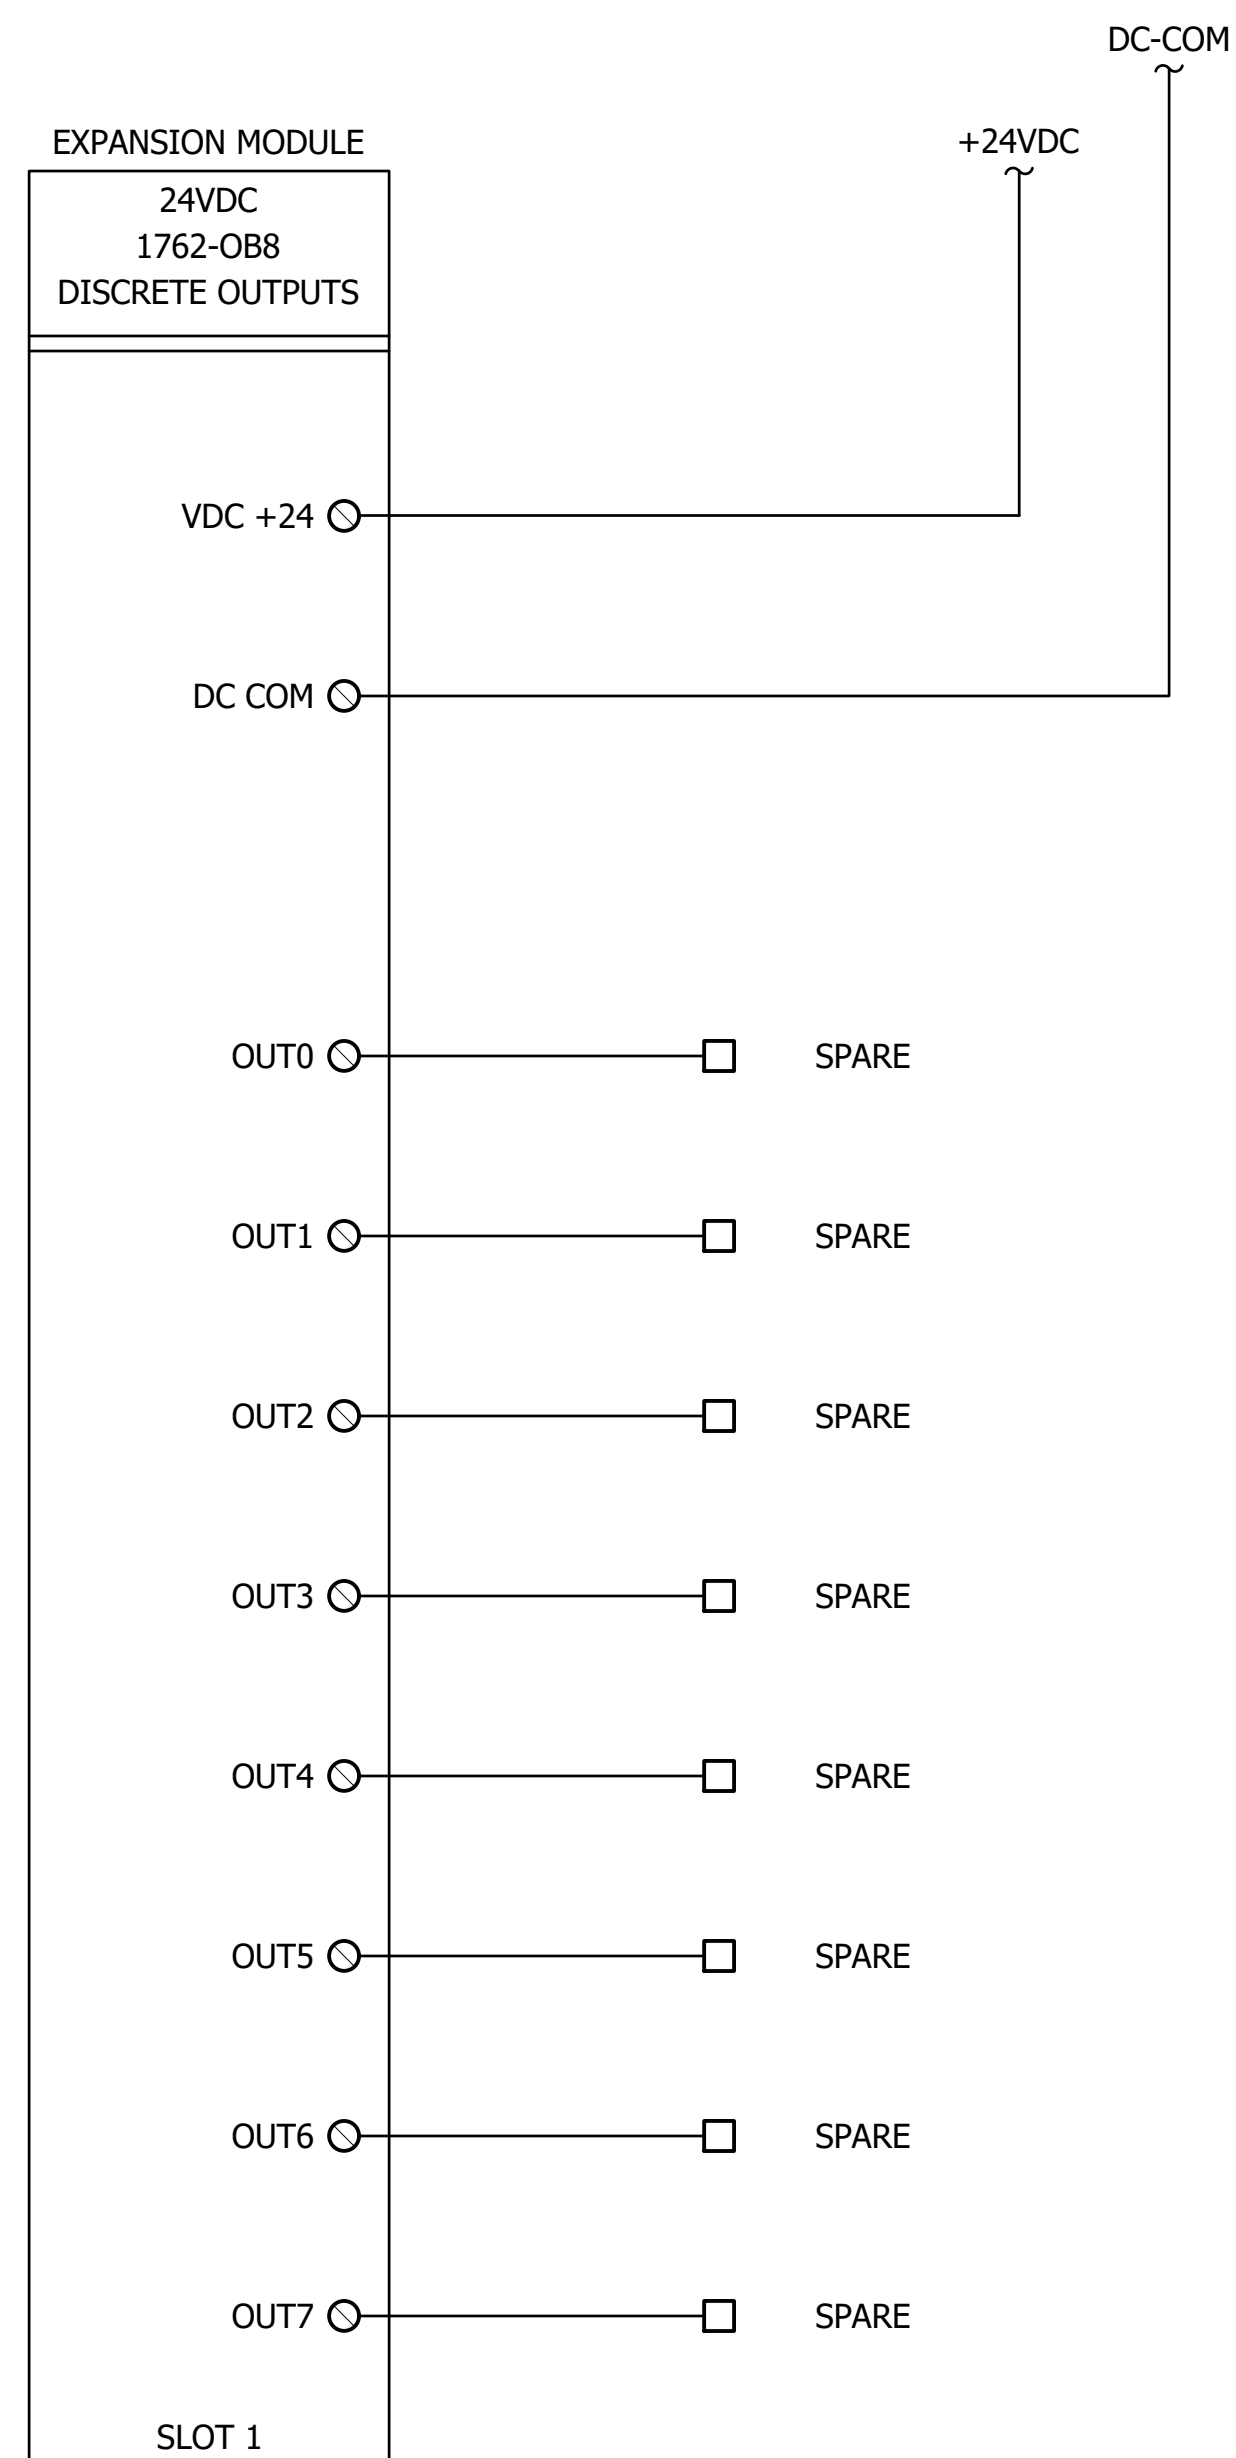 DC-COM
+24VDC
EXPANSION MODULE
24VDC
1762-OB8
DISCRETE OUTPUTS
VDC +24
DC COM
OUT0 SPARE
OUT1 SPARE
OUT2 SPARE
OUT3 SPARE
OUT4 SPARE
OUT5 SPARE
OUT6 SPARE
OUT7 SPARE
SLOT 1